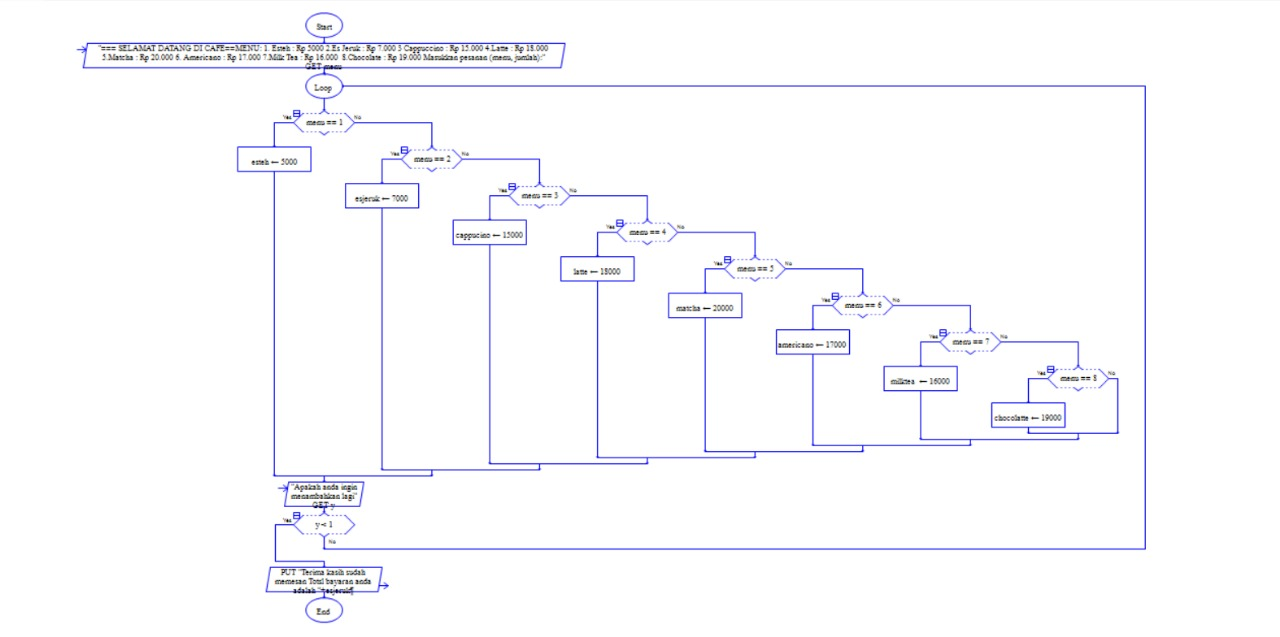 Start
"=== SELAMAT DATANG DI CAFE==MENU: 1. Esteh : Rp 5000 2.Es Jeruk : Rp 7.000 3 Cappuccino : Rp 15.000 4.Latte : Rp 18.000
5.Matcha : Rp 20.000 6. Americano : Rp 17.000 7.Milk Tea : Rp 16.000 8.Chocolate : Rp 19.000 Masukkan pesanan (menu, jumlah):"
GET menu
Loop
Yes
menu == 1
No
esteh ← 5000
Yes
menu == 2
No
esjeruk ← 7000
Yes
menu == 3
No
cappucino ← 15000
Yes
menu == 4
No
latte ← 18000
Yes
menu == 5
No
matcha ← 20000
Yes
menu == 6
No
americano ← 17000
Yes
menu == 7
No
milktea ← 16000
Yes
menu == 8
No
chocolatte ← 19000
"Apakah anda ingin
menambahkan lagi"
GET y
Yes
y < 1
No
PUT "Terima kasih sudah
memesan Total bayaran anda
adalah "+esjeruk¶
End